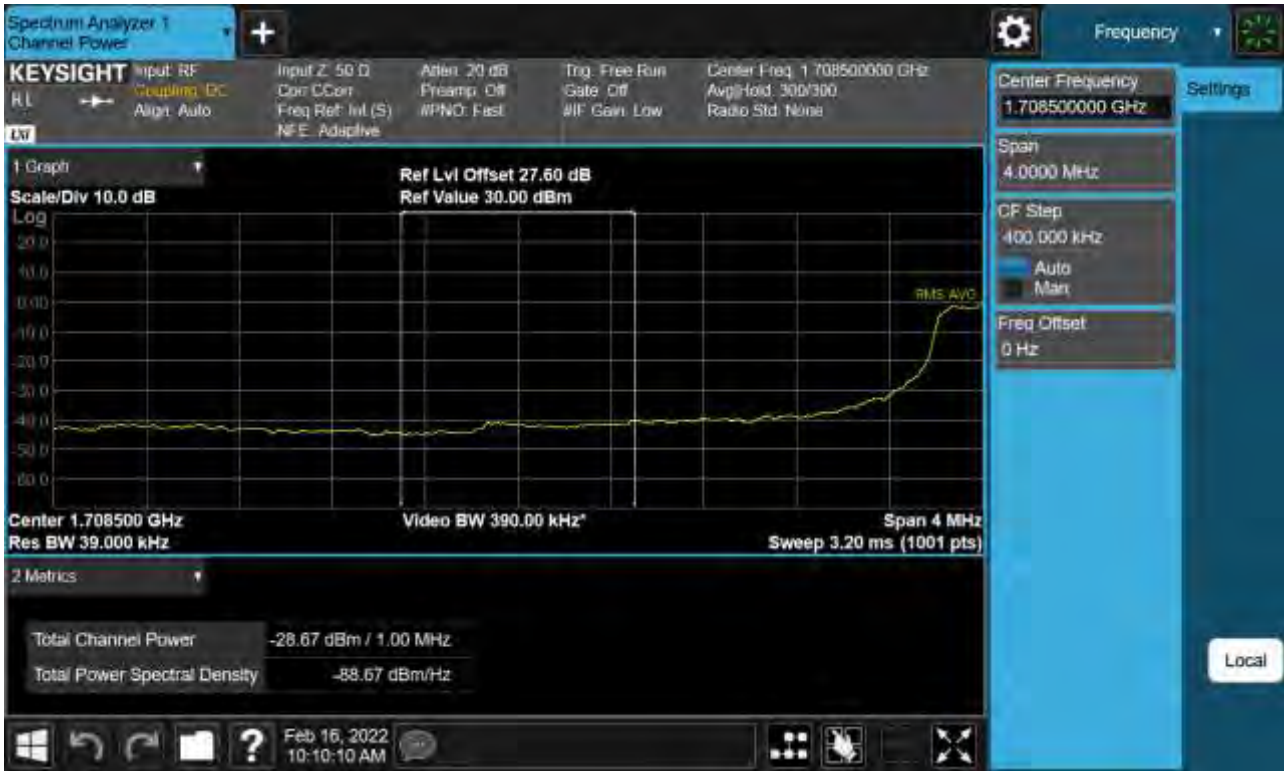 Spectrum Analyzer 1
Channel Power
Frequency
KEYSIGHT
Input: RF
Coupling: DC
Align: Auto
Input Z: 50 Ω
Corr CCorr
Freq Ref: Int (S)
NFE: Adaptive
Atten: 20 dB
Preamp: Off
#PNO: Fast
Trig: Free Run
Gate: Off
#IF Gain: Low
Center Freq: 1.708500000 GHz
Avg|Hold: 300/300
Radio Std: None
RL
LXI
Center Frequency
1.708500000 GHz
Settings
Span
4.0000 MHz
CF Step
400.000 kHz
Auto
Man
Freq Offset
0 Hz
1 Graph
Scale/Div 10.0 dB
Ref Lvl Offset 27.60 dB
Ref Value 30.00 dBm
Log
20.0
10.0
0.00
-10.0
-20.0
-30.0
-40.0
-50.0
-60.0
RMS AVG
Center 1.708500 GHz
Res BW 39.000 kHz
Video BW 390.00 kHz*
Span 4 MHz
Sweep 3.20 ms (1001 pts)
2 Metrics
Total Channel Power
-28.67 dBm / 1.00 MHz
Total Power Spectral Density
-88.67 dBm/Hz
Local
?
Feb 16, 2022
10:10:10 AM